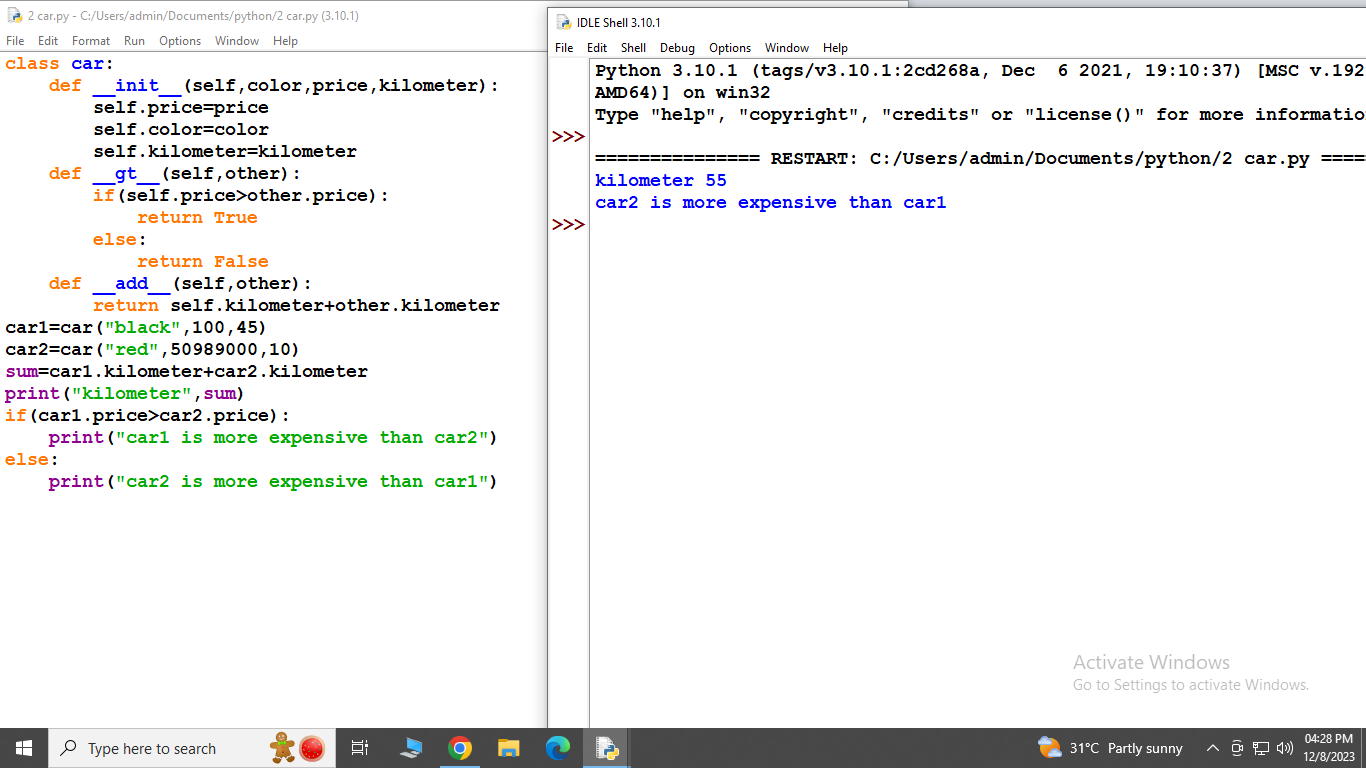 2 car.py - C:/Users/admin/Documents/python/2 car.py (3.10.1)
File Edit Format Run Options Window Help
class car:
    def __init__(self,color,price,kilometer):
        self.price=price
        self.color=color
        self.kilometer=kilometer
    def __gt__(self,other):
        if(self.price>other.price):
            return True
        else:
            return False
    def __add__(self,other):
        return self.kilometer+other.kilometer
car1=car("black",100,45)
car2=car("red",50989000,10)
sum=car1.kilometer+car2.kilometer
print("kilometer",sum)
if(car1.price>car2.price):
    print("car1 is more expensive than car2")
else:
    print("car2 is more expensive than car1")
IDLE Shell 3.10.1
File Edit Shell Debug Options Window Help
Python 3.10.1 (tags/v3.10.1:2cd268a, Dec  6 2021, 19:10:37) [MSC v.192
AMD64)] on win32
Type "help", "copyright", "credits" or "license()" for more informatio
>>>
=============== RESTART: C:/Users/admin/Documents/python/2 car.py ====
kilometer 55
car2 is more expensive than car1
>>>
Activate Windows
Go to Settings to activate Windows.
Type here to search
31°C Partly sunny
04:28 PM
12/8/2023